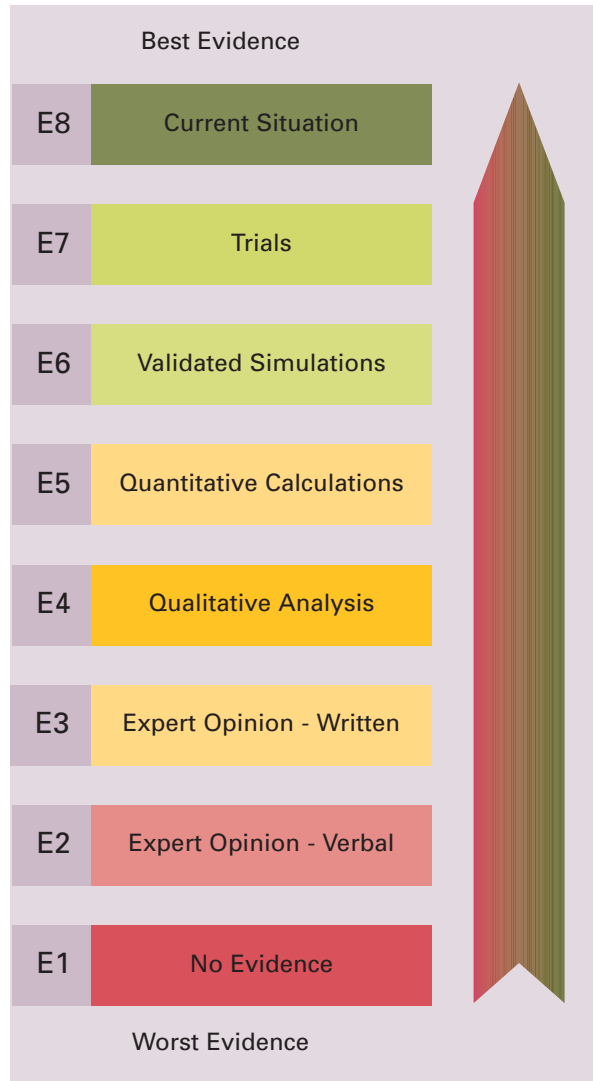 Best Evidence
E8 Current Situation
E7 Trials
E6 Validated Simulations
E5 Quantitative Calculations
E4 Qualitative Analysis
E3 Expert Opinion - Written
E2 Expert Opinion - Verbal
E1 No Evidence
Worst Evidence